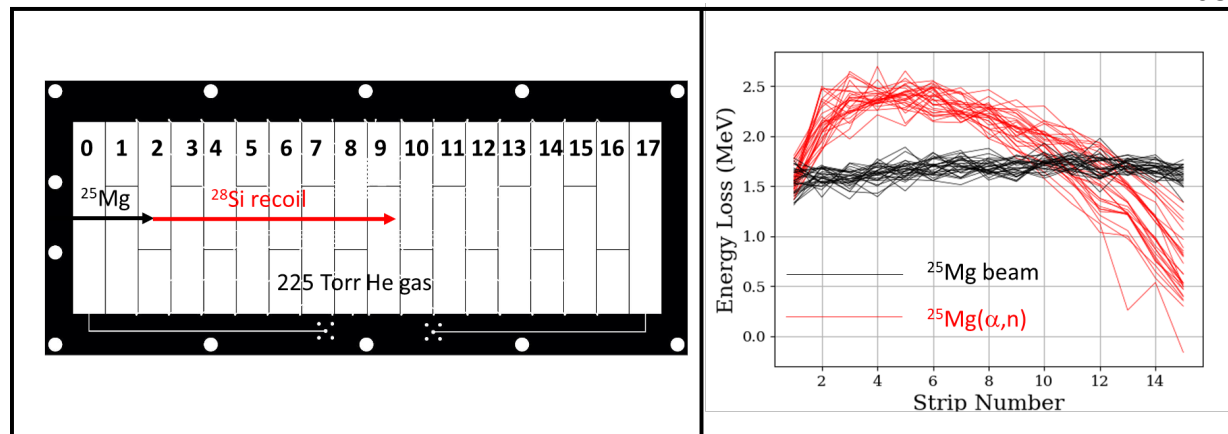 0 1 2 3 4 5 6 7 8 9 10 11 12 13 14 15 16 17
²⁵Mg
²⁸Si recoil
225 Torr He gas
Energy Loss (MeV)
2.5
2.0
1.5
1.0
0.5
0.0
²⁵Mg beam
²⁵Mg(α,n)
2 4 6 8 10 12 14
Strip Number